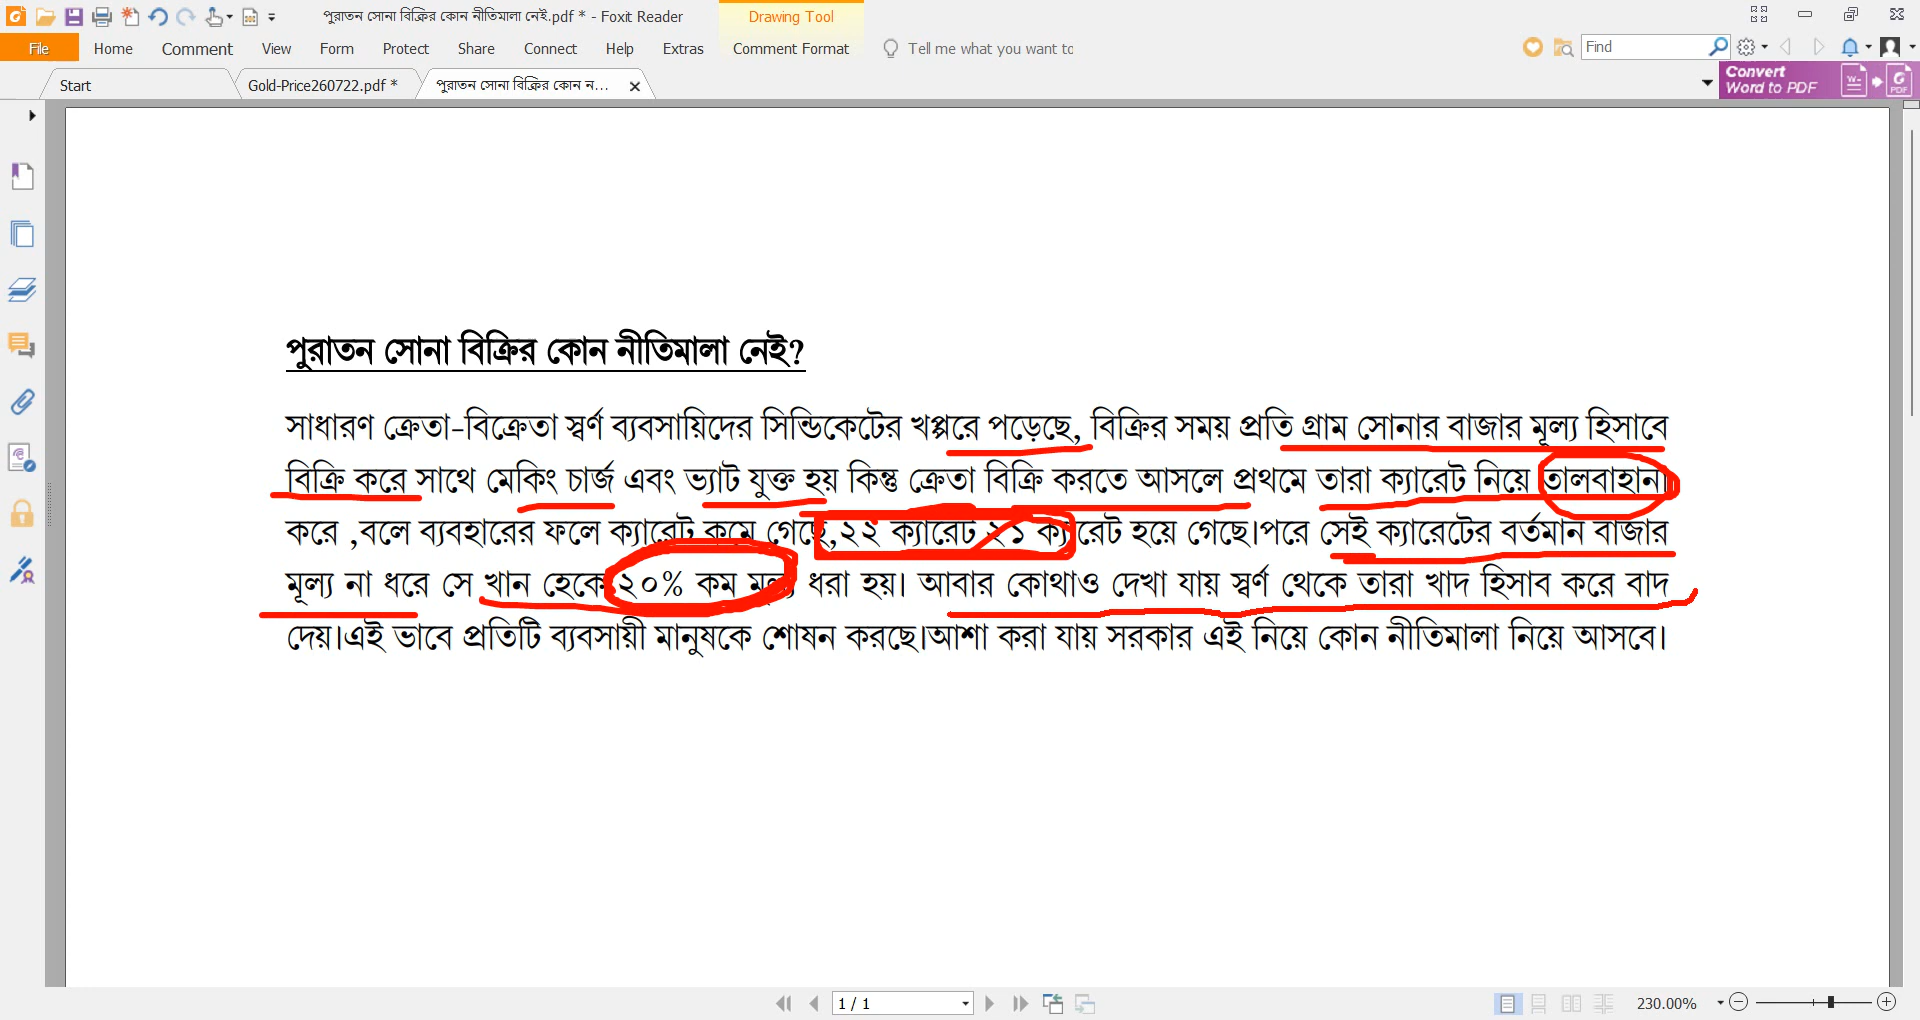 পুরাতন সোনা বিক্রির কোন নীতিমালা নেই.pdf * - Foxit Reader
Drawing Tool
File Home Comment View Form Protect Share Connect Help Extras Comment Format Tell me what you want to Find
Start Gold-Price260722.pdf * পুরাতন সোনা বিক্রির কোন ন...
Convert
Word to PDF
পুরাতন সোনা বিক্রির কোন নীতিমালা নেই?
সাধারণ ক্রেতা-বিক্রেতা স্বর্ণ ব্যবসায়িদের সিন্ডিকেটের খপ্পরে পড়েছে, বিক্রির সময় প্রতি গ্রাম সোনার বাজার মূল্য হিসাবে
বিক্রি করে সাথে মেকিং চার্জ এবং ভ্যাট যুক্ত হয় কিন্তু ক্রেতা বিক্রি করতে আসলে প্রথমে তারা ক্যারেট নিয়ে তালবাহানা
করে ,বলে ব্যবহারের ফলে ক্যারেট কমে গেছে,২২ ক্যারেট ২১ ক্যারেট হয়ে গেছে।পরে সেই ক্যারেটের বর্তমান বাজার
মূল্য না ধরে সে খান হেকে ২০% কম মূল্য ধরা হয়। আবার কোথাও দেখা যায় স্বর্ণ থেকে তারা খাদ হিসাব করে বাদ
দেয়।এই ভাবে প্রতিটি ব্যবসায়ী মানুষকে শোষন করছে।আশা করা যায় সরকার এই নিয়ে কোন নীতিমালা নিয়ে আসবে।
1 / 1 230.00%